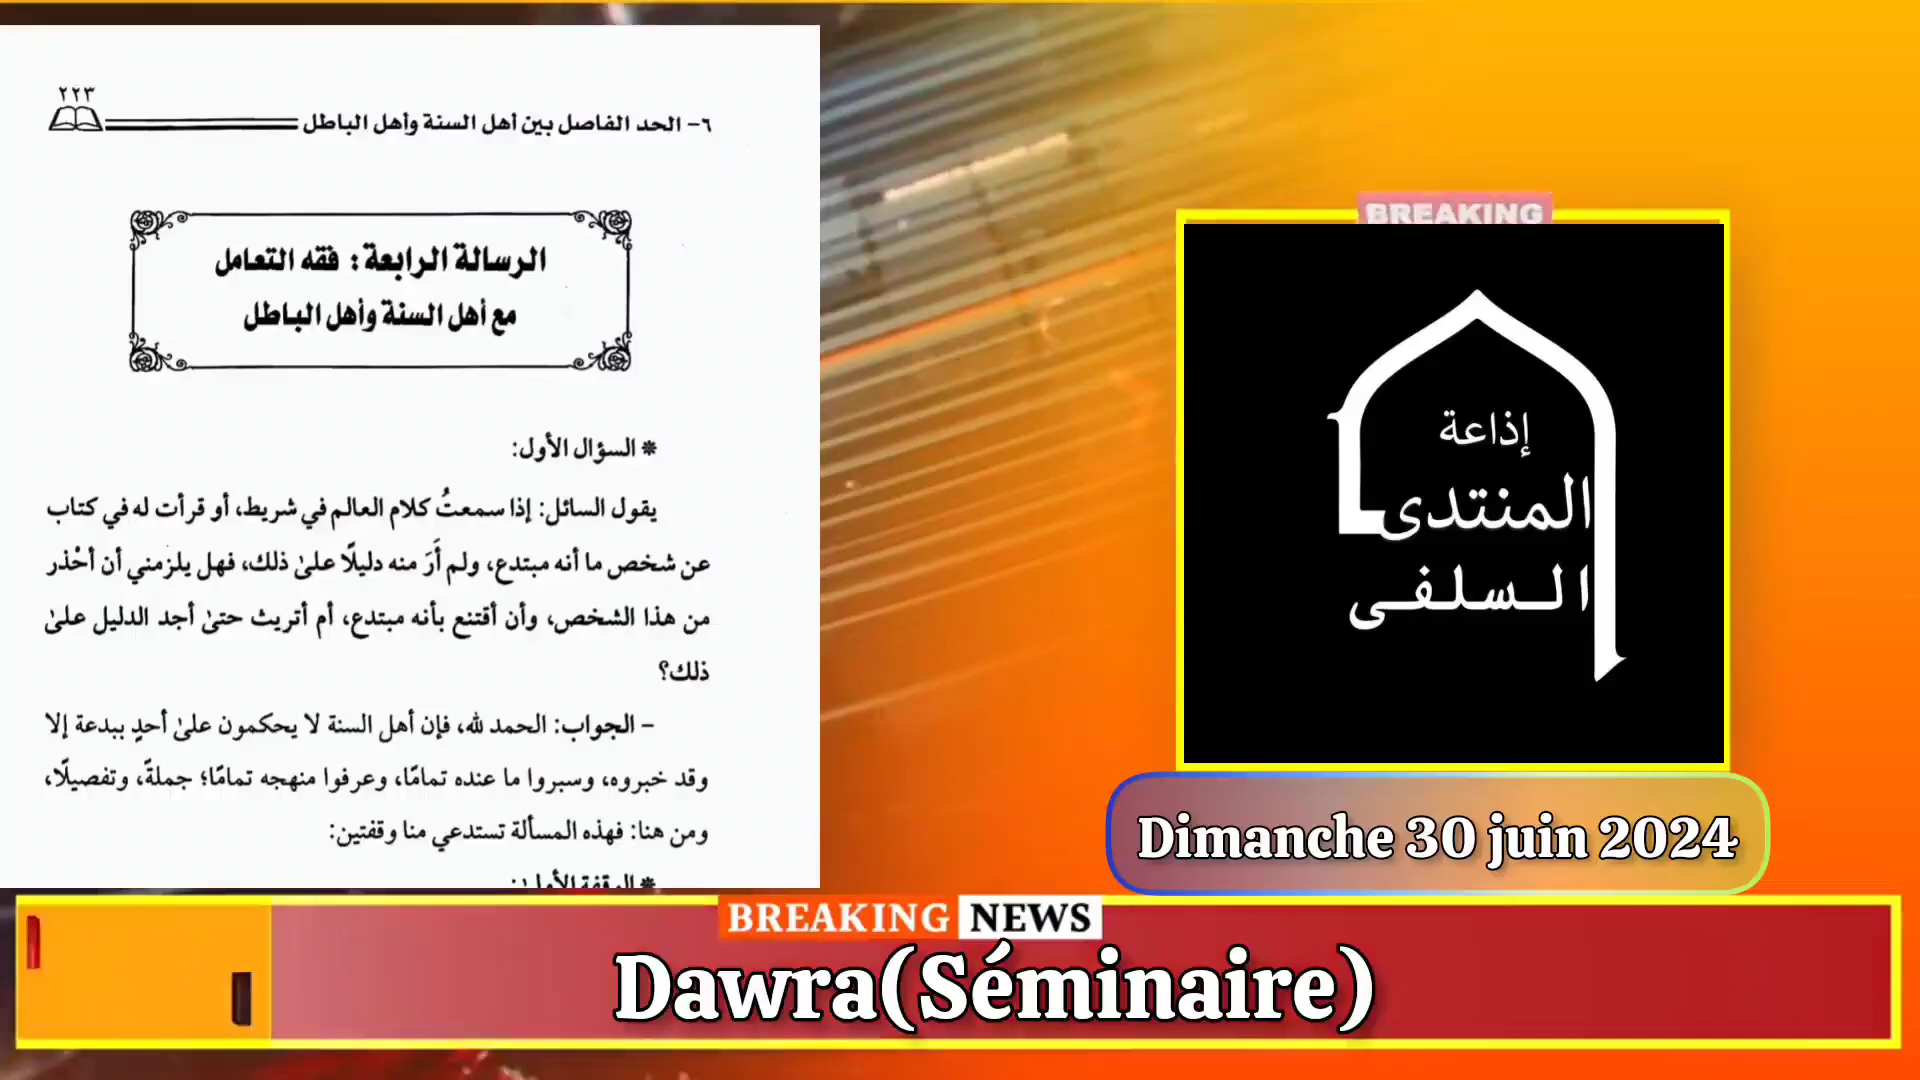 ٢٢٣
٦- الحد الفاصل بين أهل السنة وأهل الباطل
الرسالة الرابعة: فقه التعامل
مع أهل السنة وأهل الباطل
* السؤال الأول:
يقول السائل: إذا سمعتُ كلام العالم في شريط، أو قرأت له في كتاب
عن شخص ما أنه مبتدع، ولم أَرَ منه دليلًا علىٰ ذلك، فهل يلزمني أن أحْذر
من هذا الشخص، وأن أقتنع بأنه مبتدع، أم أتريث حتىٰ أجد الدليل علىٰ
ذلك؟
- الجواب: الحمد لله، فإن أهل السنة لا يحكمون علىٰ أحدٍ ببدعة إلا
وقد خبروه، وسبروا ما عنده تمامًا، وعرفوا منهجه تمامًا؛ جملةً، وتفصيلًا،
ومن هنا: فهذه المسألة تستدعي منا وقفتين:
* الوقفة الأولىٰ:
BREAKING
إذاعة
المنتدى
السلفى
Dimanche 30 juin 2024
BREAKING NEWS
Dawra(Séminaire)